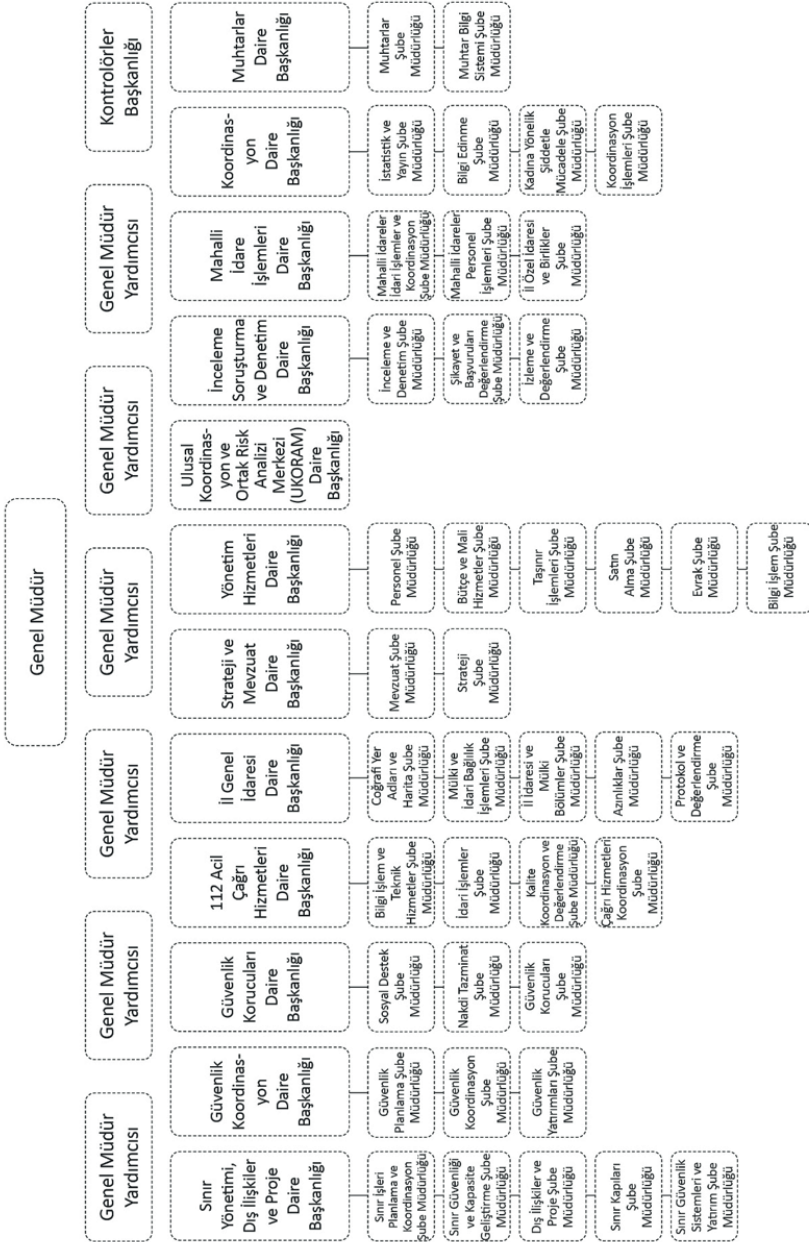 Genel Müdür
Genel Müdür
Yardımcısı
Genel Müdür
Yardımcısı
Genel Müdür
Yardımcısı
Genel Müdür
Yardımcısı
Genel Müdür
Yardımcısı
Genel Müdür
Yardımcısı
Kontrolörler
Başkanlığı
Sınır
Yönetimi,
Dış İlişkiler
ve Proje
Daire
Başkanlığı
Güvenlik
Koordinas-
yon
Daire
Başkanlığı
Güvenlik
Korucuları
Daire
Başkanlığı
112 Acil
Çağrı
Hizmetleri
Daire
Başkanlığı
İl Genel
İdaresi
Daire
Başkanlığı
Strateji ve
Mevzuat
Daire
Başkanlığı
Yönetim
Hizmetleri
Daire
Başkanlığı
Ulusal
Koordinas-
yon ve
Ortak Risk
Analizi
Merkezi
(UKORAM)
Daire
Başkanlığı
İnceleme
Soruşturma
ve Denetim
Daire
Başkanlığı
Mahalli
İdare
İşlemleri
Daire
Başkanlığı
Koordinas-
yon
Daire
Başkanlığı
Muhtarlar
Daire
Başkanlığı
Sınır İşleri
Planlama ve
Koordinasyon
Şube Müdürlüğü
Sınır Güvenliği
ve Kapasite
Geliştirme Şube
Müdürlüğü
Dış İlişkiler ve
Proje Şube
Müdürlüğü
Sınır Kapıları
Şube
Müdürlüğü
Sınır Güvenlik
Sistemleri ve
Yatırım Şube
Müdürlüğü
Güvenlik
Planlama Şube
Müdürlüğü
Güvenlik
Koordinasyon
Şube
Müdürlüğü
Güvenlik
Yatırımları Şube
Müdürlüğü
Sosyal Destek
Şube
Müdürlüğü
Nakdi Tazminat
Şube
Müdürlüğü
Güvenlik
Korucuları
Şube
Müdürlüğü
Bilgi İşlem ve
Teknik
Hizmetler Şube
Müdürlüğü
İdari İşlemler
Şube
Müdürlüğü
Kalite
Koordinasyon ve
Değerlendirme
Şube Müdürlüğü
Çağrı Hizmetleri
Koordinasyon
Şube
Müdürlüğü
Coğrafi Yer
Adları ve
Harita Şube
Müdürlüğü
Mülki ve
İdari Bağlılık
İşlemleri Şube
Müdürlüğü
İl İdaresi ve
Mülki
Bölümler Şube
Müdürlüğü
Azınlıklar Şube
Müdürlüğü
Protokol ve
Değerlendirme
Şube
Müdürlüğü
Mevzuat Şube
Müdürlüğü
Strateji
Şube
Müdürlüğü
Personel Şube
Müdürlüğü
Bütçe ve Mali
Hizmetler Şube
Müdürlüğü
Taşınır
İşlemleri Şube
Müdürlüğü
Satın
Alma Şube
Müdürlüğü
Evrak Şube
Müdürlüğü
Bilgi İşlem Şube
Müdürlüğü
İnceleme ve
Denetim Şube
Müdürlüğü
Şikayet ve
Başvuruları
Değerlendirme
Şube Müdürlüğü
İzleme ve
Değerlendirme
Şube
Müdürlüğü
Mahalli İdareler
İdari İşlemler ve
Koordinasyon
Şube Müdürlüğü
Mahalli İdareler
Personel
İşlemleri Şube
Müdürlüğü
İl Özel İdaresi
ve Birlikler
Şube
Müdürlüğü
İstatistik ve
Yayın Şube
Müdürlüğü
Bilgi Edinme
Şube
Müdürlüğü
Kadına Yönelik
Şiddetle
Mücadele Şube
Müdürlüğü
Koordinasyon
İşlemleri Şube
Müdürlüğü
Muhtarlar
Şube
Müdürlüğü
Muhtar Bilgi
Sistemi Şube
Müdürlüğü